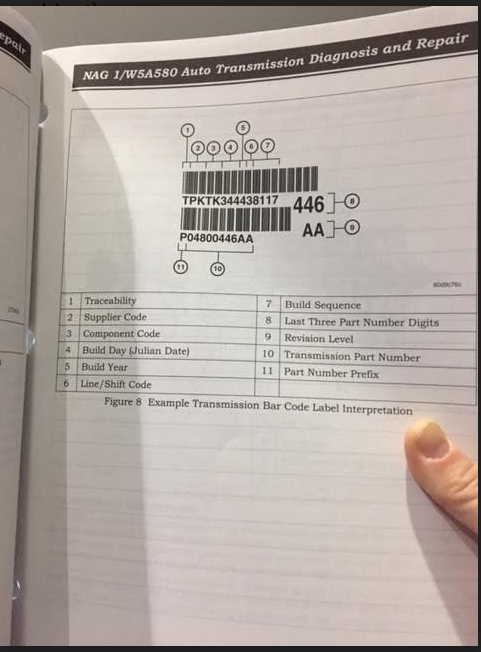 epair
NAG 1/W5A580 Auto Transmission Diagnosis and Repair
1 5
2 3 4 6 7
TPKTK344438117 446 8
P04800446AA AA 9
11 10
1 Traceability
2 Supplier Code
3 Component Code
4 Build Day (Julian Date)
5 Build Year
6 Line/Shift Code
7 Build Sequence
8 Last Three Part Number Digits
9 Revision Level
10 Transmission Part Number
11 Part Number Prefix
Figure 8 Example Transmission Bar Code Label Interpretation